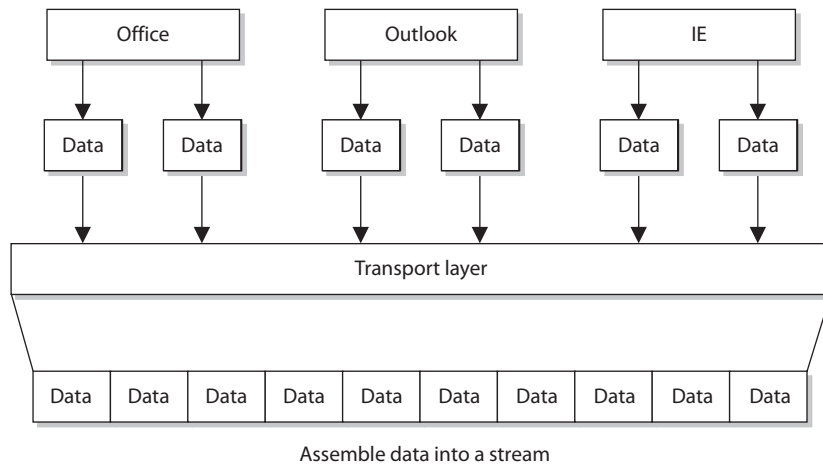 Office Outlook IE
Data Data Data Data Data Data
Transport layer
Data Data Data Data Data Data Data Data Data Data
Assemble data into a stream